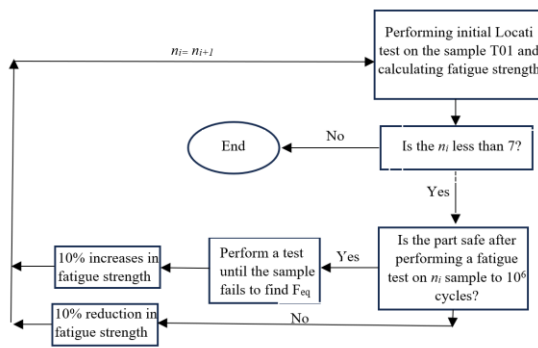 Performing initial Locati
test on the sample T01 and
calculating fatigue strength
nᵢ= nᵢ₊₁
Is the nᵢ less than 7?
No
End
Yes
Is the part safe after
performing a fatigue
test on nᵢ sample to 10⁶
cycles?
Yes
Perform a test
until the sample
fails to find Fₑq
10% increases in
fatigue strength
No
10% reduction in
fatigue strength